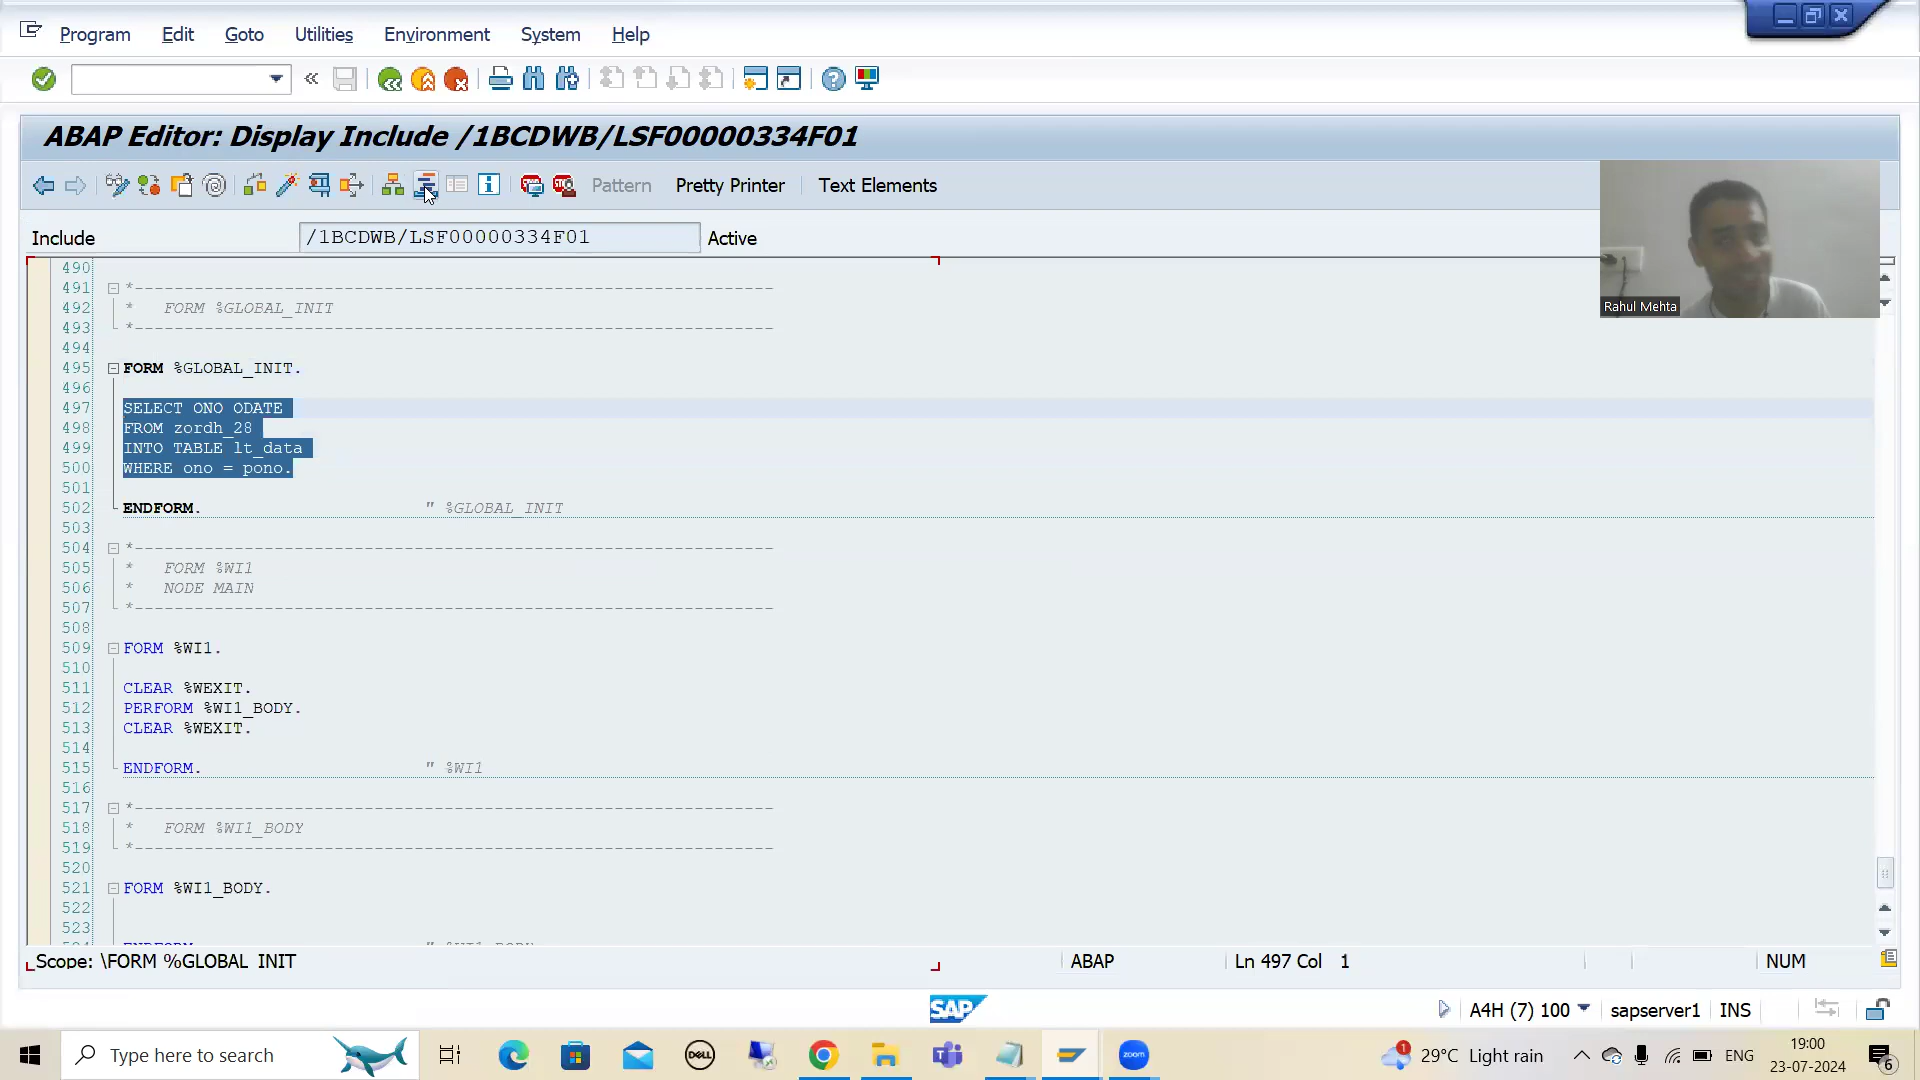 Program Edit Goto Utilities Environment System Help
ABAP Editor: Display Include /1BCDWB/LSF00000334F01
Pattern Pretty Printer Text Elements
Include /1BCDWB/LSF00000334F01 Active
Rahul Mehta
490
491 *----------------------------------------------------------------
492 * FORM %GLOBAL_INIT
493 *----------------------------------------------------------------
494
495 FORM %GLOBAL_INIT.
496
497 SELECT ONO ODATE
498 FROM zordh_28
499 INTO TABLE lt_data
500 WHERE ono = pono.
501
502 ENDFORM. " %GLOBAL_INIT
503
504 *----------------------------------------------------------------
505 * FORM %WI1
506 * NODE MAIN
507 *----------------------------------------------------------------
508
509 FORM %WI1.
510
511 CLEAR %WEXIT.
512 PERFORM %WI1_BODY.
513 CLEAR %WEXIT.
514
515 ENDFORM. " %WI1
516
517 *----------------------------------------------------------------
518 * FORM %WI1_BODY
519 *----------------------------------------------------------------
520
521 FORM %WI1_BODY.
522
523
Scope: \FORM %GLOBAL_INIT ABAP Ln 497 Col 1 NUM
SAP A4H (7) 100 sapserver1 INS
Type here to search DELL zoom 1 29°C Light rain ENG 19:00
23-07-2024 6